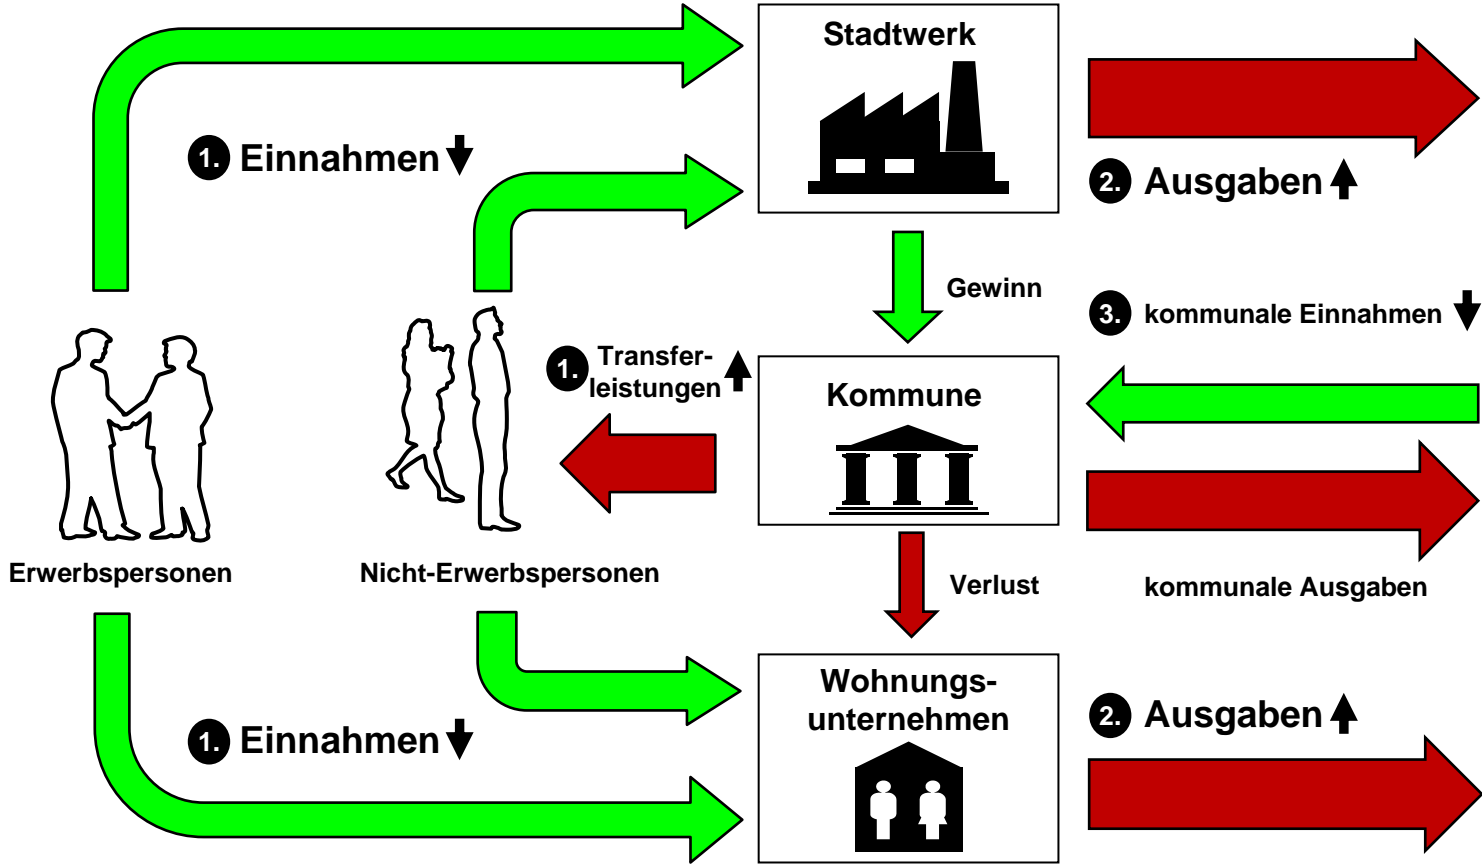 Stadtwerk
1. Einnahmen
2. Ausgaben
Gewinn
3. kommunale Einnahmen
1. Transfer-
leistungen
Kommune
Erwerbspersonen
Nicht-Erwerbspersonen
Verlust
kommunale Ausgaben
Wohnungs-
unternehmen
1. Einnahmen
2. Ausgaben